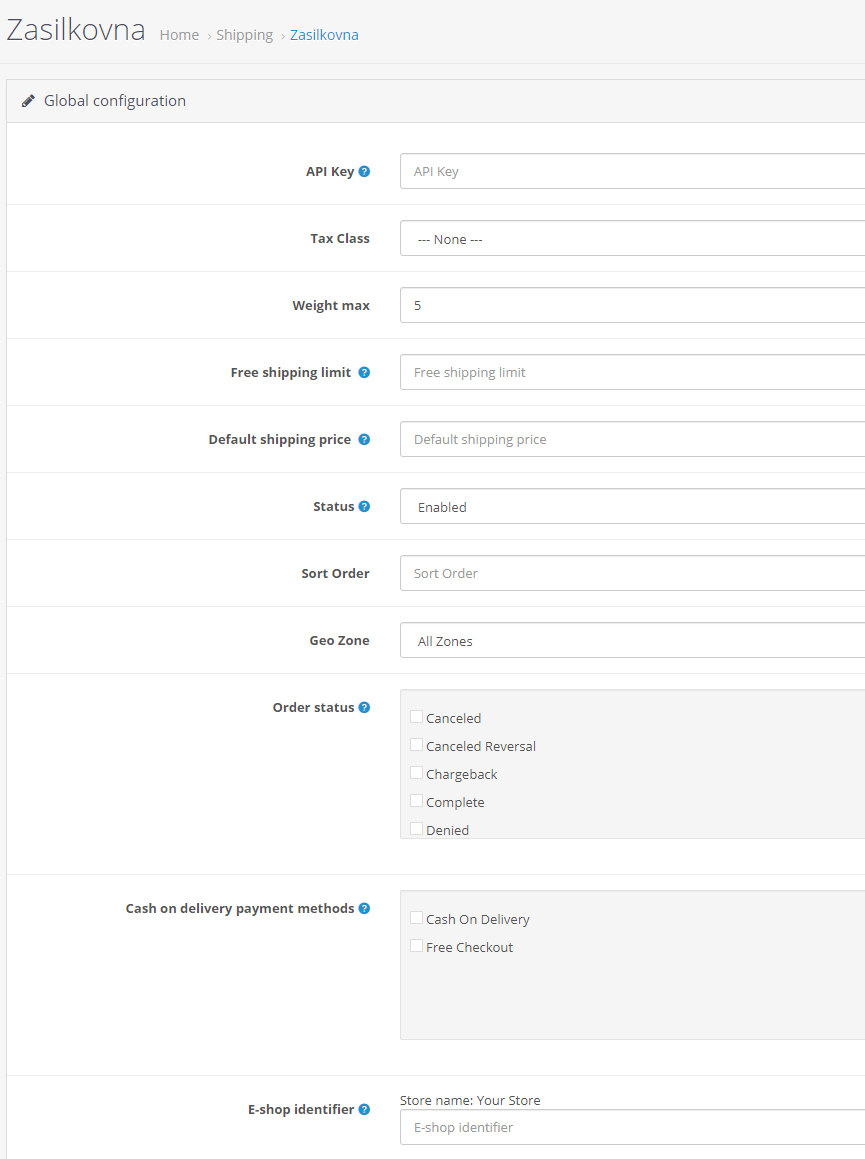 Zasilkovna Home › Shipping › Zasilkovna
Global configuration
API Key ? API Key
Tax Class --- None ---
Weight max 5
Free shipping limit ? Free shipping limit
Default shipping price ? Default shipping price
Status ? Enabled
Sort Order Sort Order
Geo Zone All Zones
Order status ?
Canceled
Canceled Reversal
Chargeback
Complete
Denied
Cash on delivery payment methods ?
Cash On Delivery
Free Checkout
Store name: Your Store
E-shop identifier ?
E-shop identifier